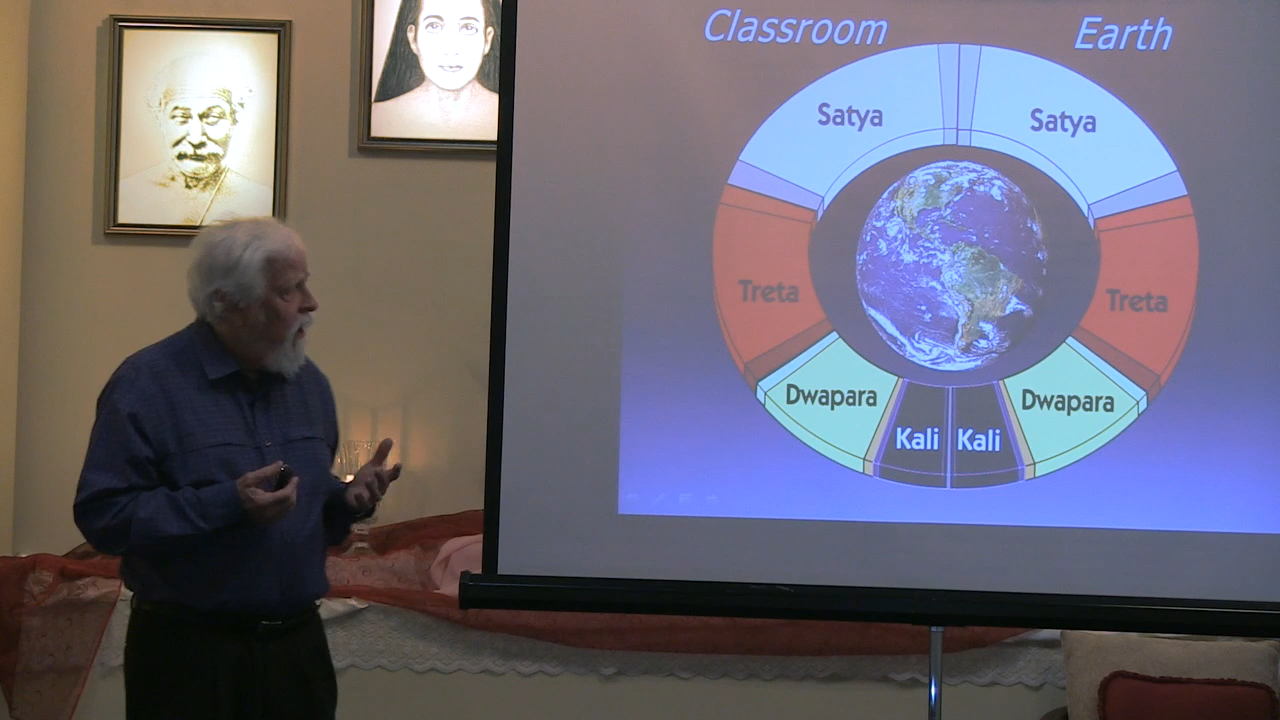 Classroom Earth
Satya Satya
Treta Treta
Dwapara Dwapara
Kali Kali